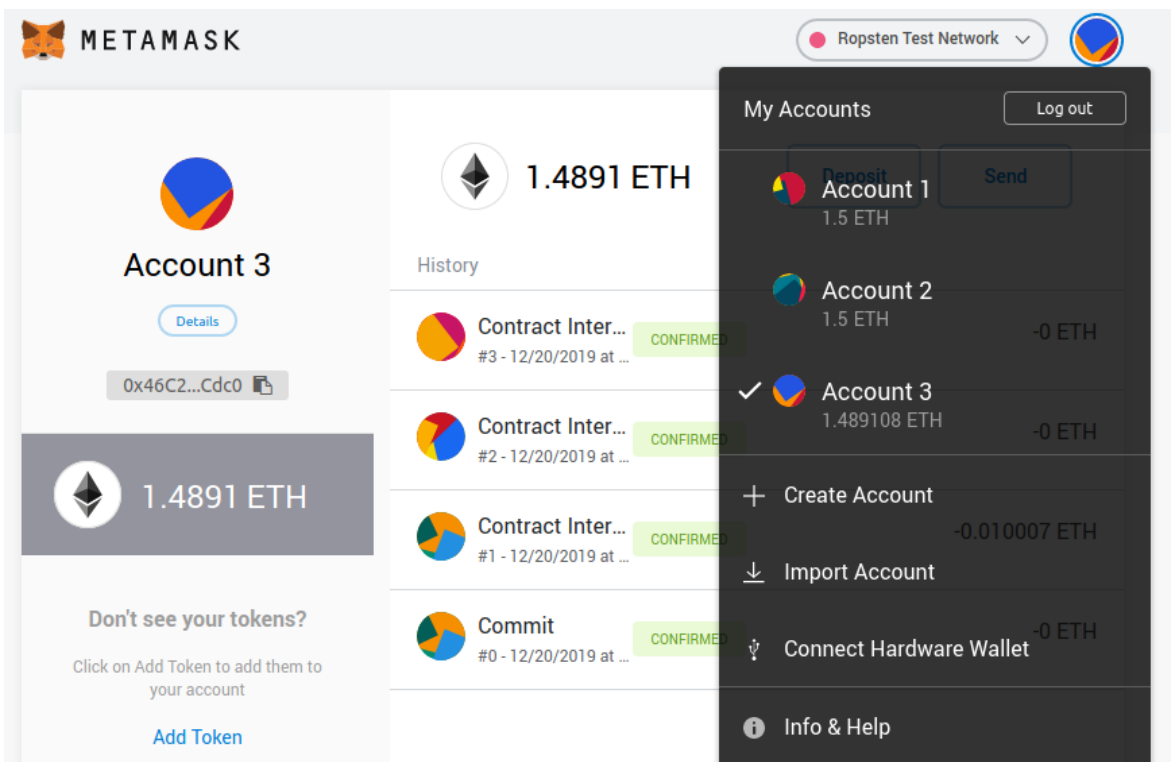 METAMASK
Ropsten Test Network
Account 3
Details
0x46C2...Cdc0
1.4891 ETH
Don't see your tokens?
Click on Add Token to add them to
your account
Add Token
1.4891 ETH
Deposit
Send
History
Contract Inter...
#3 - 12/20/2019 at ...
CONFIRMED
-0 ETH
Contract Inter...
#2 - 12/20/2019 at ...
CONFIRMED
-0 ETH
Contract Inter...
#1 - 12/20/2019 at ...
CONFIRMED
-0.010007 ETH
Commit
#0 - 12/20/2019 at ...
CONFIRMED
-0 ETH
My Accounts
Log out
Account 1
1.5 ETH
Account 2
1.5 ETH
Account 3
1.489108 ETH
Create Account
Import Account
Connect Hardware Wallet
Info & Help